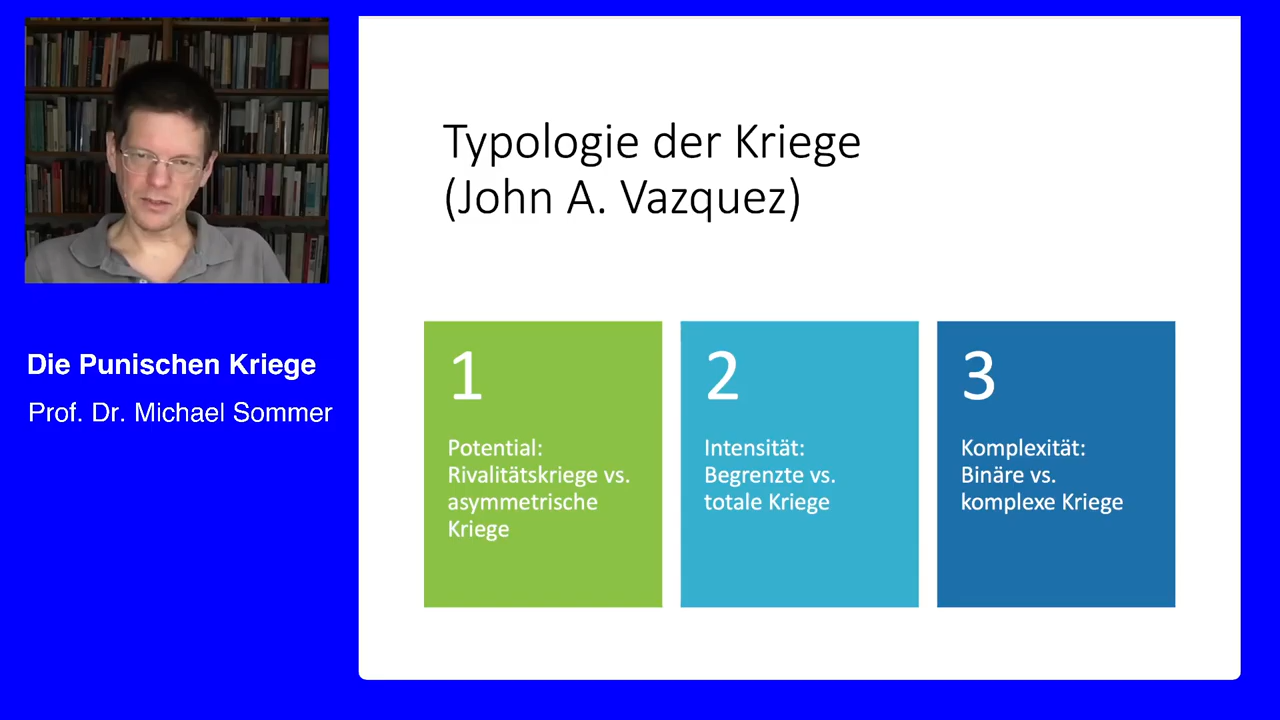 Die Punischen Kriege
Prof. Dr. Michael Sommer
Typologie der Kriege
(John A. Vazquez)
1
Potential:
Rivalitätskriege vs.
asymmetrische
Kriege
2
Intensität:
Begrenzte vs.
totale Kriege
3
Komplexität:
Binäre vs.
komplexe Kriege